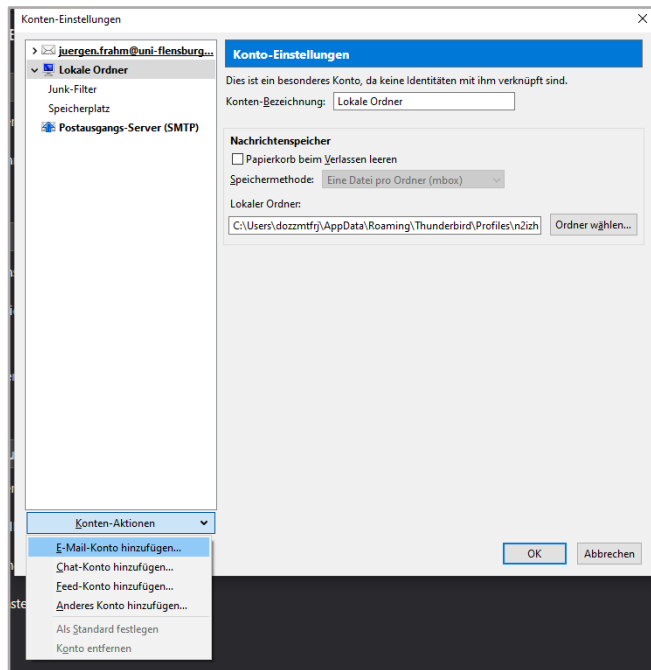 Konten-Einstellungen
juergen.frahm@uni-flensburg...
Lokale Ordner
Junk-Filter
Speicherplatz
Postausgangs-Server (SMTP)
Konto-Einstellungen
Dies ist ein besonderes Konto, da keine Identitäten mit ihm verknüpft sind.
Konten-Bezeichnung: Lokale Ordner
Nachrichtenspeicher
Papierkorb beim Verlassen leeren
Speichermethode: Eine Datei pro Ordner (mbox)
Lokaler Ordner:
C:\Users\dozzmtfrj\AppData\Roaming\Thunderbird\Profiles\n2izh Ordner wählen...
Konten-Aktionen
E-Mail-Konto hinzufügen...
Chat-Konto hinzufügen...
Feed-Konto hinzufügen...
Anderes Konto hinzufügen...
Als Standard festlegen
Konto entfernen
OK Abbrechen